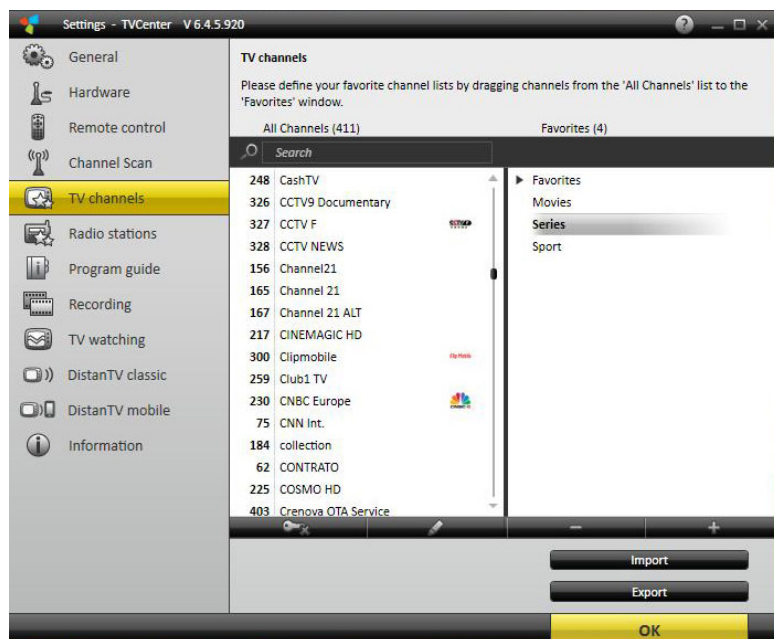 Settings - TVCenter V 6.4.5.920
General
Hardware
Remote control
Channel Scan
TV channels
Radio stations
Program guide
Recording
TV watching
DistanTV classic
DistanTV mobile
Information
TV channels
Please define your favorite channel lists by dragging channels from the 'All Channels' list to the
'Favorites' window.
All Channels (411)
Favorites (4)
Search
248 CashTV
326 CCTV9 Documentary
327 CCTV F
328 CCTV NEWS
156 Channel21
165 Channel 21
167 Channel 21 ALT
217 CINEMAGIC HD
300 Clipmobile
259 Club1 TV
230 CNBC Europe
75 CNN Int.
184 collection
62 CONTRATO
225 COSMO HD
403 Crenova OTA Service
Favorites
Movies
Series
Sport
Import
Export
OK